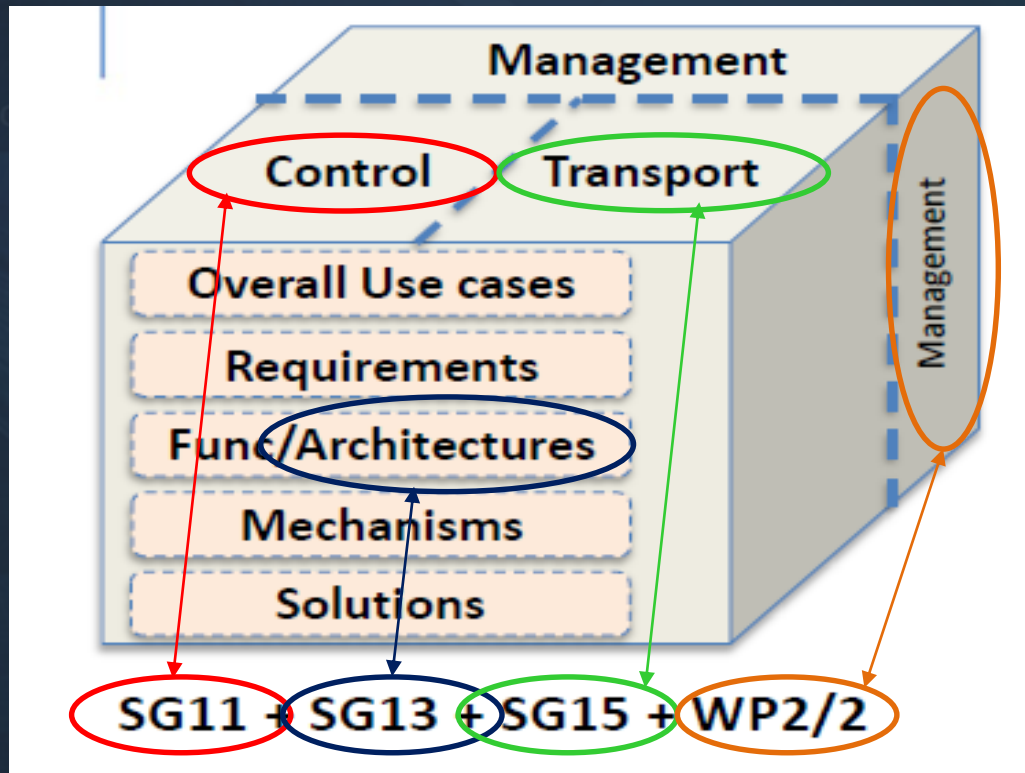 Management
Control Transport
Management
Overall Use cases
Requirements
Func/Architectures
Mechanisms
Solutions
SG11 + SG13 + SG15 + WP2/2